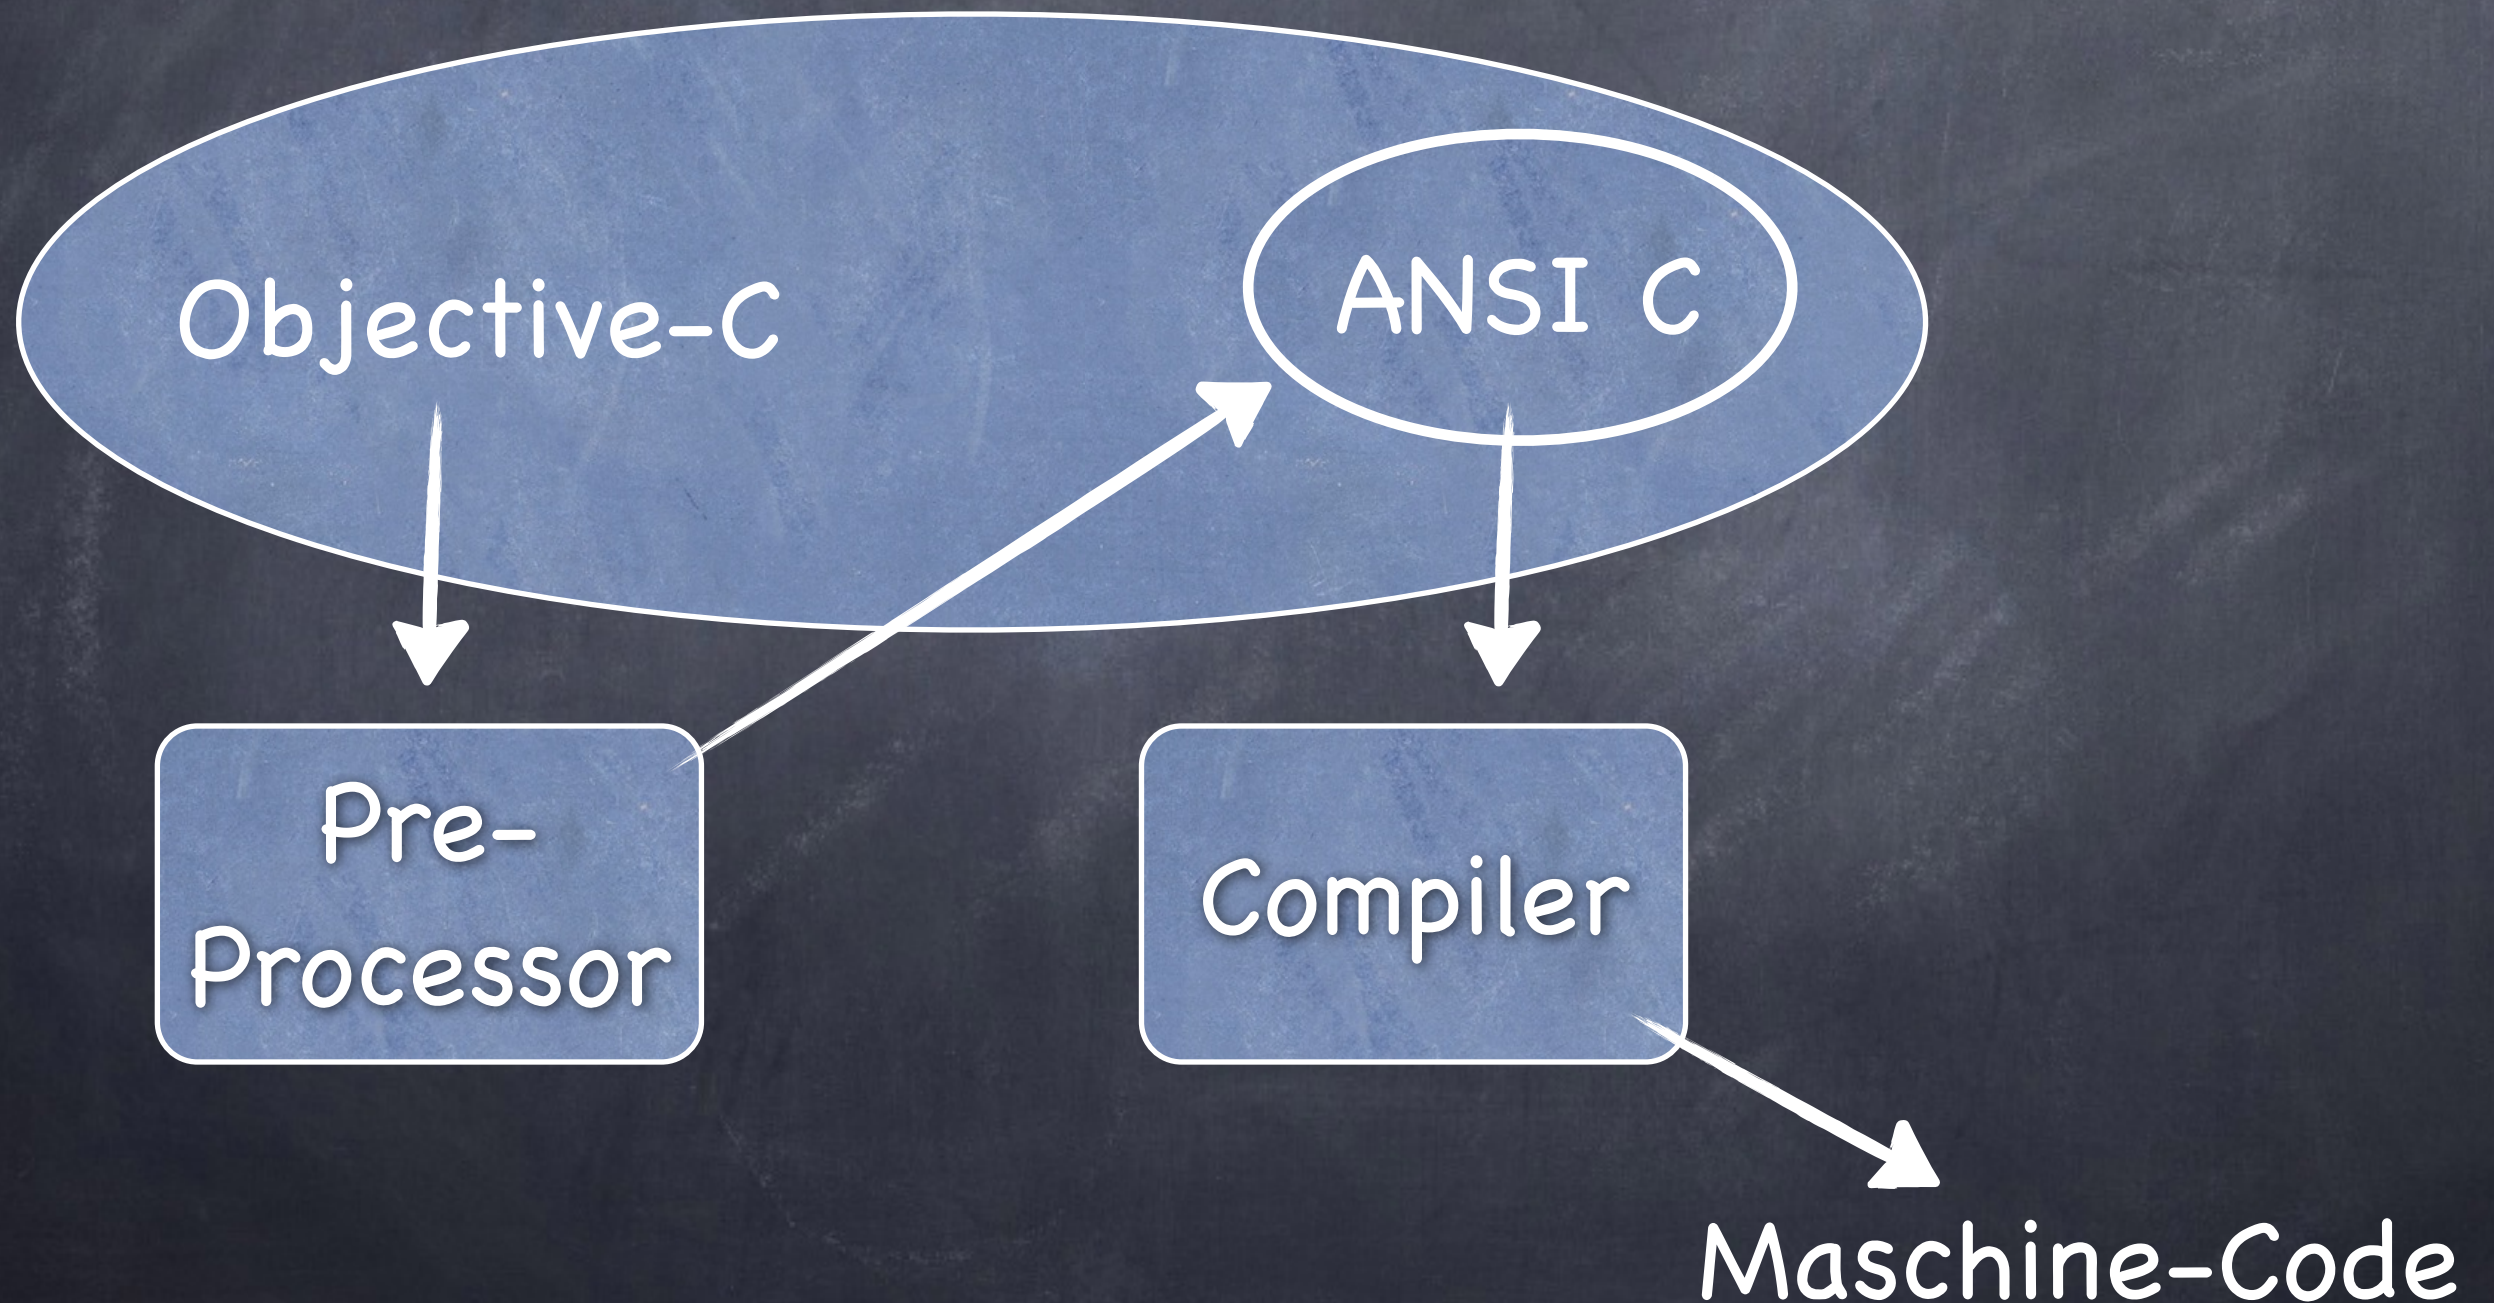 Objective-C
ANSI C
Pre-
Processor
Compiler
Maschine-Code